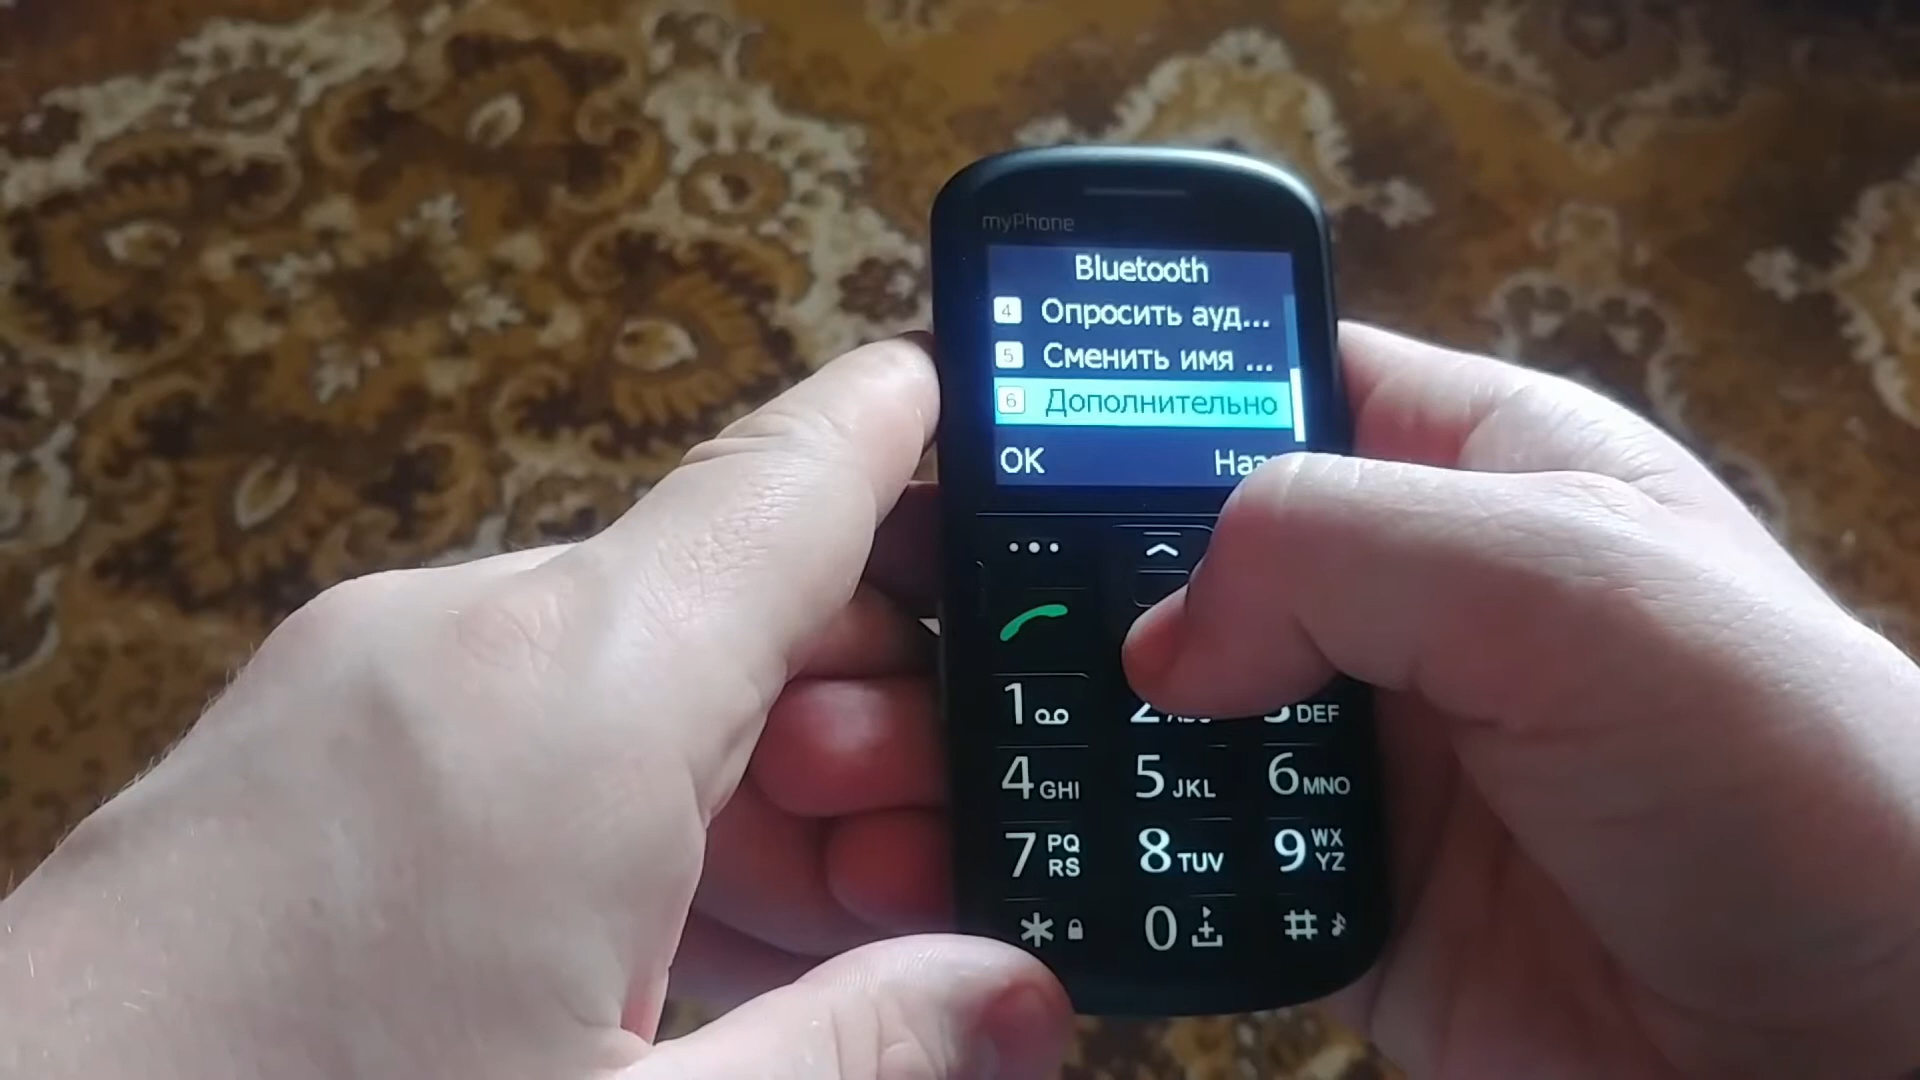 myPhone
Bluetooth
4 Опросить ауд...
5 Сменить имя ...
6 Дополнительно
OK
1
4 GHI 5 JKL 6 MNO
7 PQ RS 8 TUV 9 WX YZ
* 0 #
DEF